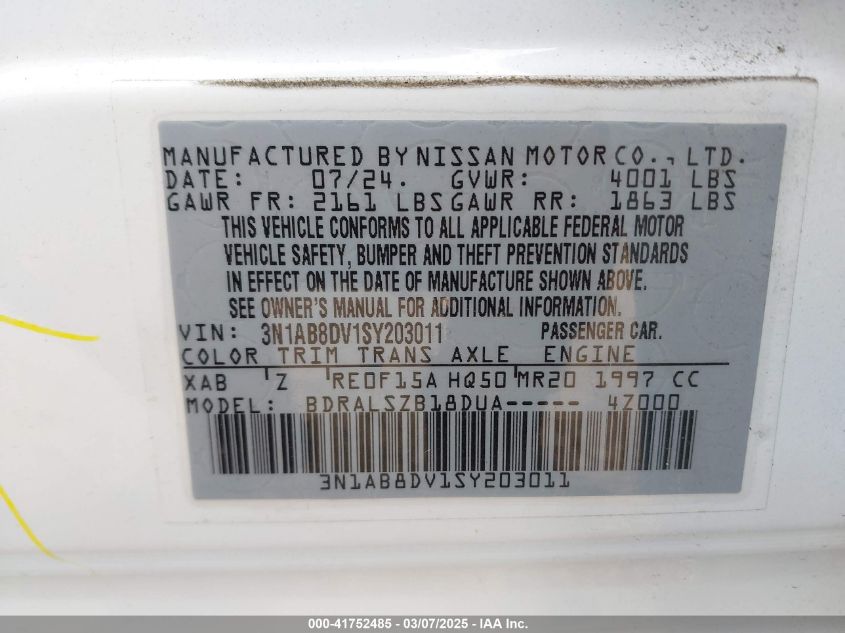 MANUFACTURED BY NISSAN MOTOR CO., LTD.
DATE: 07/24. GVWR: 4001 LBS
GAWR FR: 2161 LBS GAWR RR: 1863 LBS
THIS VEHICLE CONFORMS TO ALL APPLICABLE FEDERAL MOTOR
VEHICLE SAFETY, BUMPER AND THEFT PREVENTION STANDARDS
IN EFFECT ON THE DATE OF MANUFACTURE SHOWN ABOVE.
SEE OWNER'S MANUAL FOR ADDITIONAL INFORMATION.
VIN: 3N1AB8DV1SY203011 PASSENGER CAR.
COLOR TRIM TRANS AXLE ENGINE
XAB Z RE0F15A HQ50 MR20 1997 CC
MODEL: BDRALSZB18DUA----- 4Z000
3N1AB8DV1SY203011
000-41752485 - 03/07/2025 - IAA Inc.